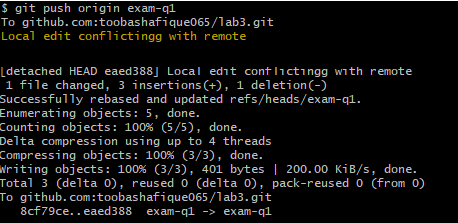 $ git push origin exam-q1
To github.com:toobashafique065/lab3.git
Local edit conflictingg with remote
[detached HEAD eaed388] Local edit conflictingg with remote
1 file changed, 3 insertions(+), 1 deletion(-)
Successfully rebased and updated refs/heads/exam-q1.
Enumerating objects: 5, done.
Counting objects: 100% (5/5), done.
Delta compression using up to 4 threads
Compressing objects: 100% (3/3), done.
Writing objects: 100% (3/3), 401 bytes | 200.00 KiB/s, done.
Total 3 (delta 0), reused 0 (delta 0), pack-reused 0 (from 0)
To github.com:toobashafique065/lab3.git
8cf79ce..eaed388  exam-q1 -> exam-q1